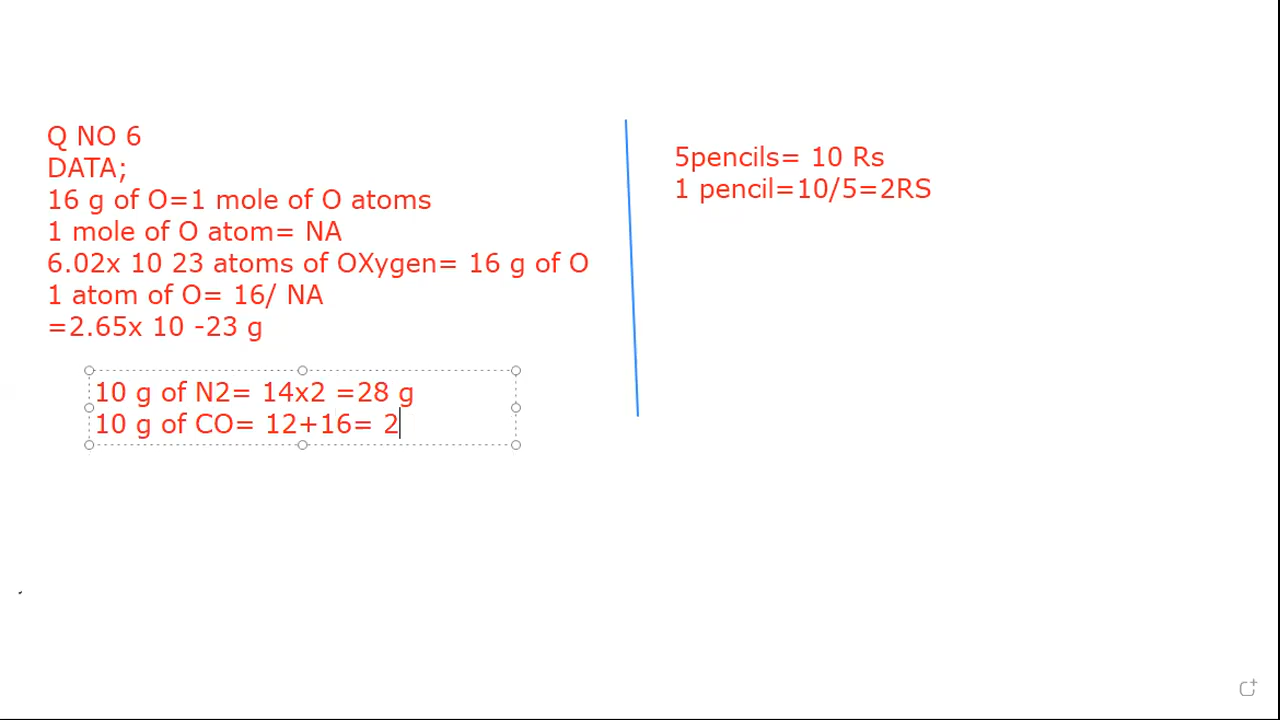 Q NO 6
DATA;
16 g of O=1 mole of O atoms
1 mole of O atom= NA
6.02x 10 23 atoms of OXygen= 16 g of O
1 atom of O= 16/ NA
=2.65x 10 -23 g
10 g of N2= 14x2 =28 g
10 g of CO= 12+16= 2
5pencils= 10 Rs
1 pencil=10/5=2RS